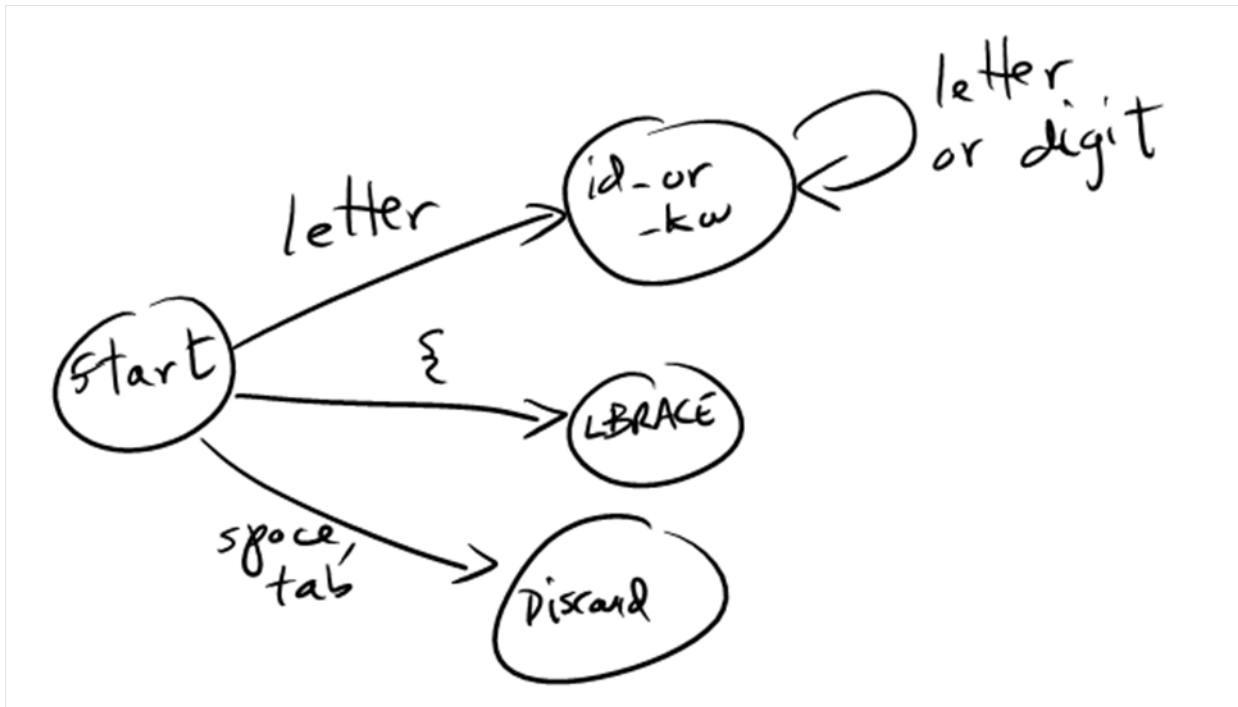 letter
or digit
id_or
_kw
letter
start
{
LBRACE
space,
tab
Discard